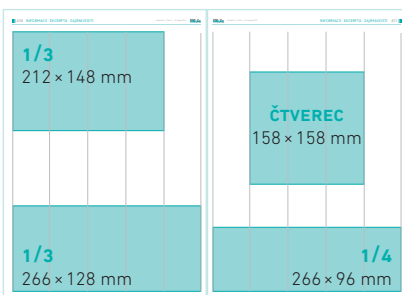 1/3
212 × 148 mm
1/3
266 × 128 mm
ČTVEREC
158 × 158 mm
1/4
266 × 96 mm